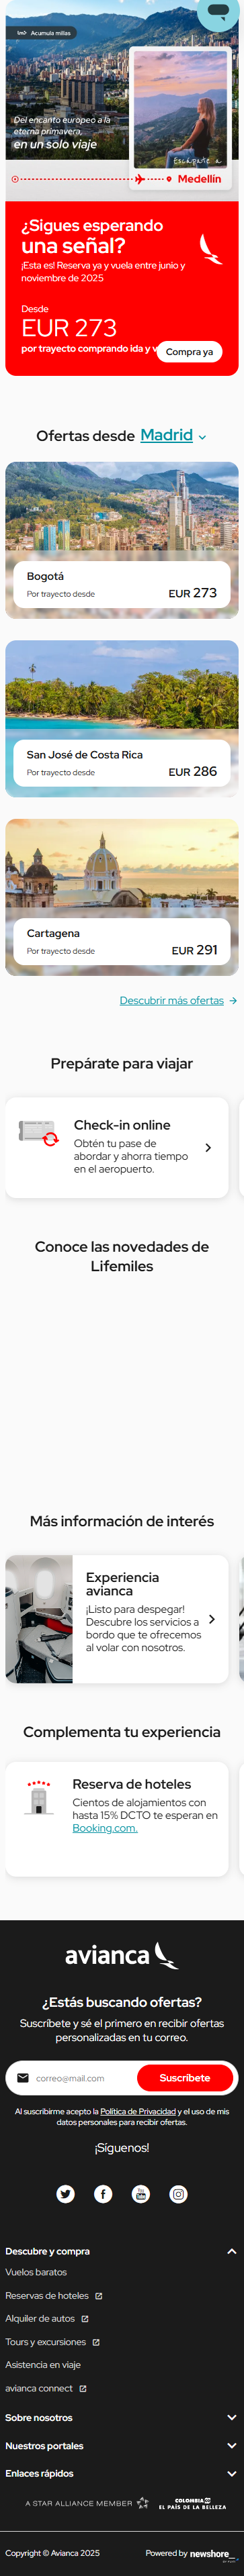 Acumula millas
Del encanto europeo a la
eterna primavera,
en un solo viaje
Escápate a
Medellín
¿Sigues esperando
una señal?
¡Esta es! Reserva ya y vuela entre junio y
noviembre de 2025
Desde
EUR 273
por trayecto comprando ida y v
Compra ya
Ofertas desde Madrid
Bogotá
Por trayecto desde
EUR 273
San José de Costa Rica
Por trayecto desde
EUR 286
Cartagena
Por trayecto desde
EUR 291
Descubrir más ofertas
Prepárate para viajar
Check-in online
Obtén tu pase de
abordar y ahorra tiempo
en el aeropuerto.
Conoce las novedades de
Lifemiles
Más información de interés
Experiencia
avianca
¡Listo para despegar!
Descubre los servicios a
bordo que te ofrecemos
al volar con nosotros.
Complementa tu experiencia
Reserva de hoteles
Cientos de alojamientos con
hasta 15% DCTO te esperan en
Booking.com.
avianca
¿Estás buscando ofertas?
Suscríbete y sé el primero en recibir ofertas
personalizadas en tu correo.
correo@mail.com
Suscríbete
Al suscribirme acepto la Política de Privacidad y el uso de mis
datos personales para recibir ofertas.
¡Síguenos!
Descubre y compra
Vuelos baratos
Reservas de hoteles
Alquiler de autos
Tours y excursiones
Asistencia en viaje
avianca connect
Sobre nosotros
Nuestros portales
Enlaces rápidos
A STAR ALLIANCE MEMBER
COLOMBIA
EL PAÍS DE LA BELLEZA
Copyright © Avianca 2025
Powered by newshore_